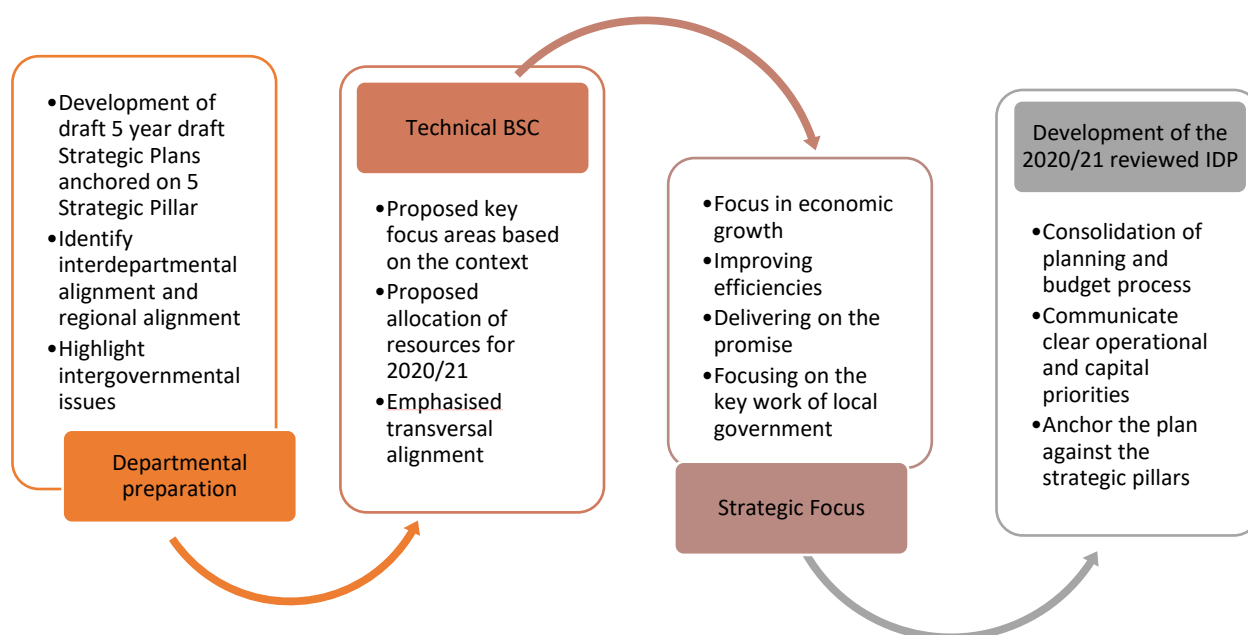 •Development of
draft 5 year draft
Strategic Plans
anchored on 5
Strategic Pillar
•Identify
interdepartmental
alignment and
regional alignment
•Highlight
intergovernmental
issues
Departmental
preparation
Technical BSC
•Proposed key
focus areas based
on the context
•Proposed
allocation of
resources for
2020/21
•Emphasised
transversal
alignment
•Focus in economic
growth
•Improving
efficiencies
•Delivering on the
promise
•Focusing on the
key work of local
government
Strategic Focus
Development of the
2020/21 reviewed IDP
•Consolidation of
planning and
budget process
•Communicate
clear operational
and capital
priorities
•Anchor the plan
against the
strategic pillars